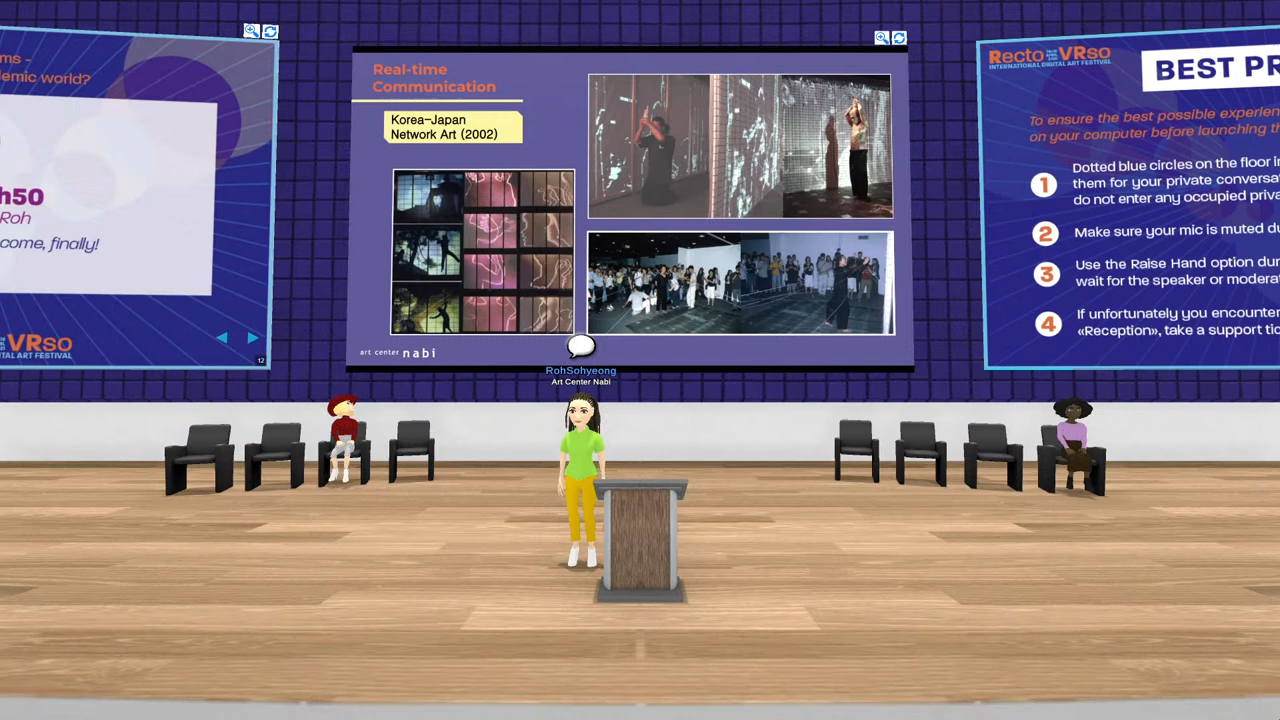 ms -
emic world?
h50
Roh
come, finally!
VRso
TAL ART FESTIVAL
12
Real-time
Communication
Korea-Japan
Network Art (2002)
art center nabi
RohSohyeong
Art Center Nabi
Recto VRso
INTERNATIONAL DIGITAL ART FESTIVAL
BEST PR
To ensure the best possible experien
on your computer before launching th
1 Dotted blue circles on the floor in
them for your private conversat
do not enter any occupied priva
2 Make sure your mic is muted du
3 Use the Raise Hand option dur
wait for the speaker or moderat
4 If unfortunately you encounter
«Reception», take a support tic